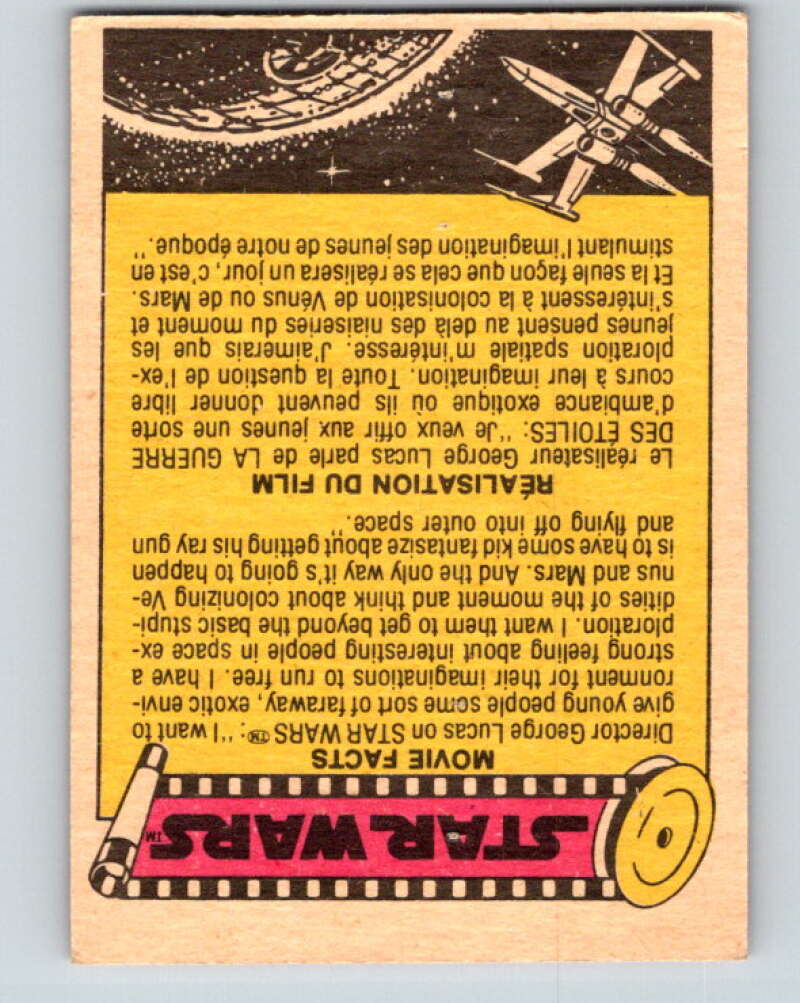 STAR WARS™
MOVIE FACTS
Director George Lucas on STAR WARS™: "I want to
give young people some sort of faraway, exotic envi-
ronment for their imaginations to run free. I have a
strong feeling about interesting people in space ex-
ploration. I want them to get beyond the basic stupi-
dities of the moment and think about colonizing Ve-
nus and Mars. And the only way it's going to happen
is to have some kid fantasize about getting his ray gun
and flying off into outer space."
RÉALISATION DU FILM
Le réalisateur George Lucas parle de LA GUERRE
DES ÉTOILES: "Je veux offrir aux jeunes une sorte
d'ambiance exotique où ils peuvent donner libre
cours à leur imagination. Toute la question de l'ex-
ploration spatiale m'intéresse. J'aimerais que les
jeunes pensent au delà des niaiseries du moment et
s'intéressent à la colonisation de Vénus ou de Mars.
Et la seule façon que cela se réalisera un jour, c'est en
stimulant l'imagination des jeunes de notre époque."